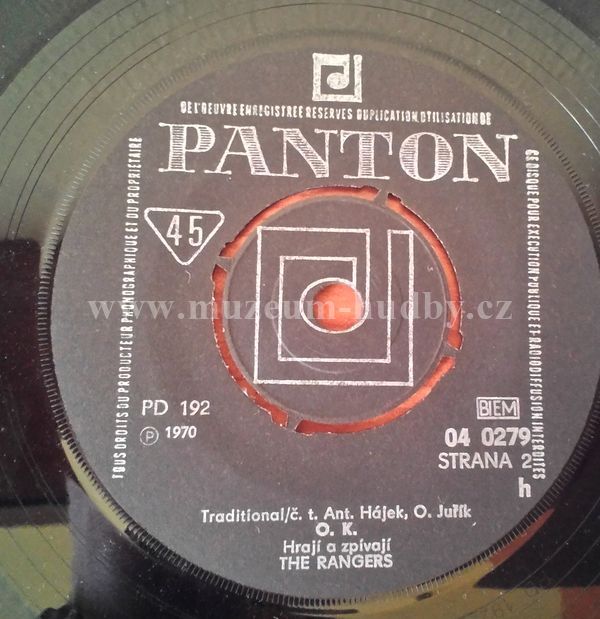 DE L'OEUVRE ENREGISTREE RESERVES DUPLICATION, UTILISATION DE
PANTON
TOUS DROITS DU PRODUCTEUR PHONOGRAPHIQUE ET DU PROPRIETAIRE
CE DISQUE POUR EXECUTION PUBLIQUE ET RADIODIFFUSION INTERDITES
45
www.muzeum-hudby.cz
PD 192
Ⓟ 1970
BIEM
04 0279
STRANA 2
h
Traditional/č. t. Ant. Hájek, O. Juřík
O. K.
Hrají a zpívají
THE RANGERS